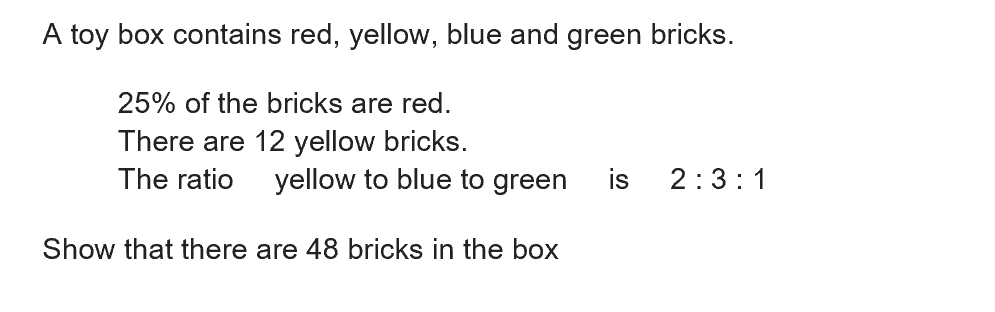 A toy box contains red, yellow, blue and green bricks.
25% of the bricks are red.
There are 12 yellow bricks.
The ratio yellow to blue to green is 2 : 3 : 1
Show that there are 48 bricks in the box